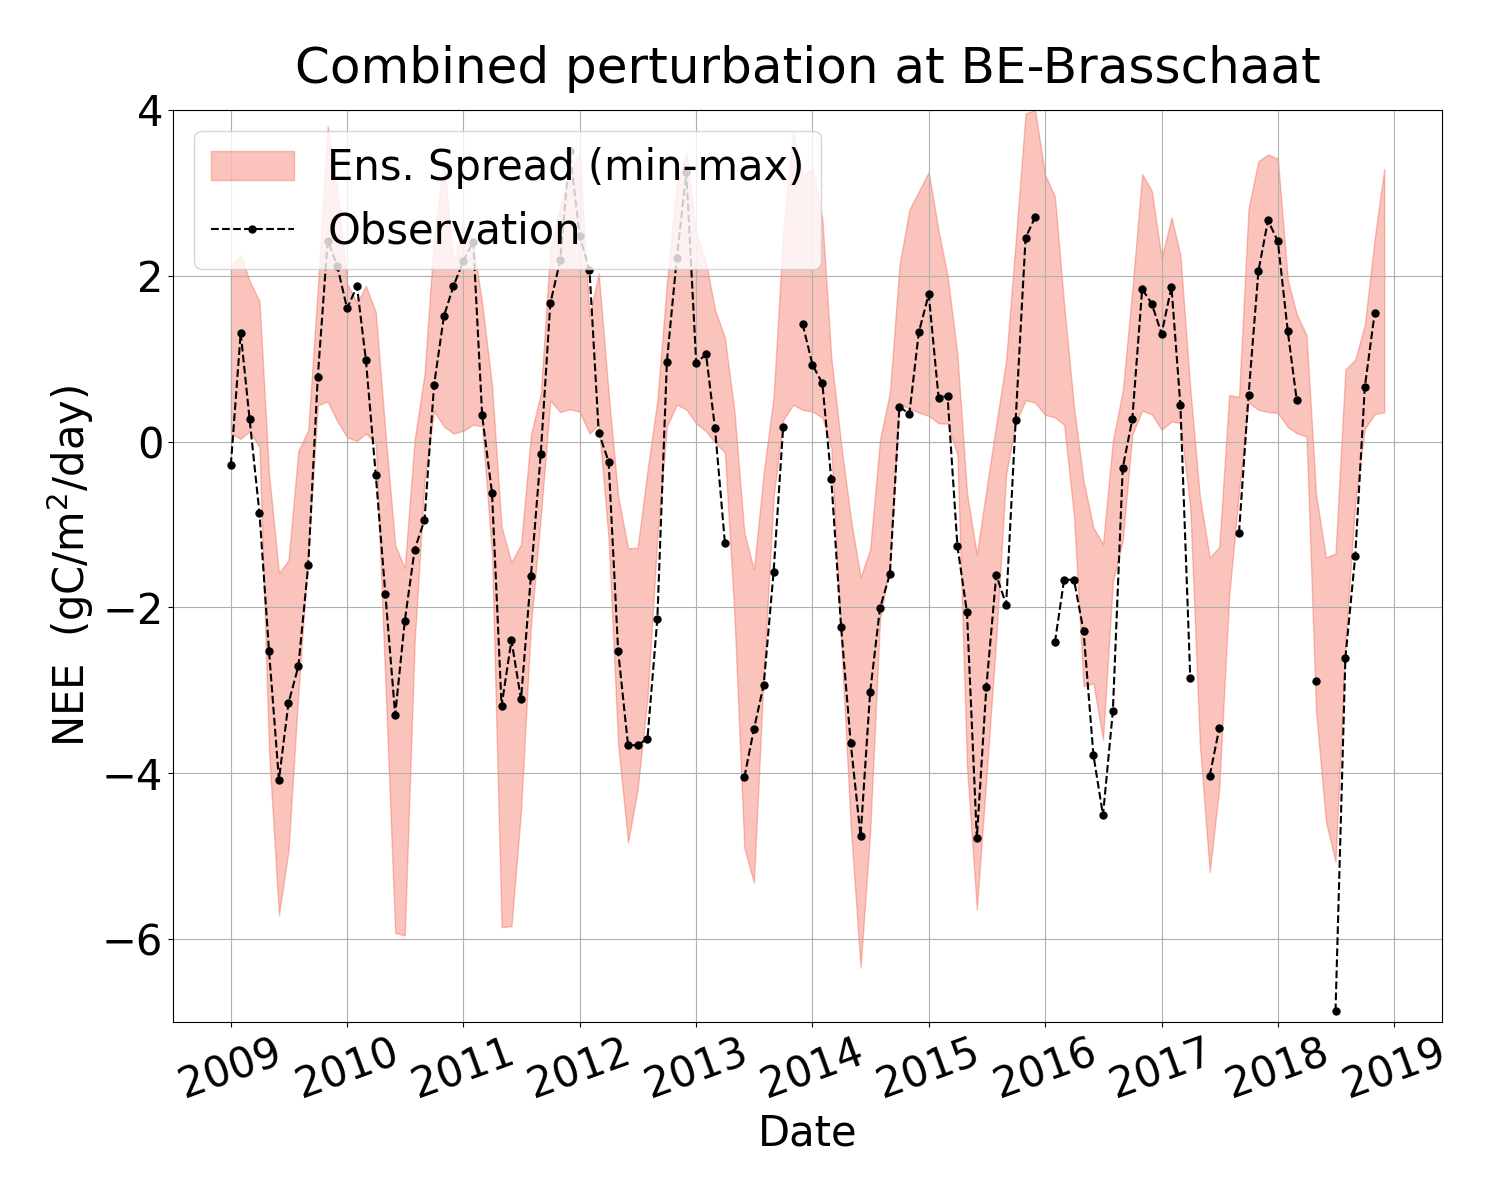 Combined perturbation at BE-Brasschaat
Ens. Spread (min-max)
Observation
4
2
0
−2
−4
−6
NEE (gC/m²/day)
2009 2010 2011 2012 2013 2014 2015 2016 2017 2018 2019
Date